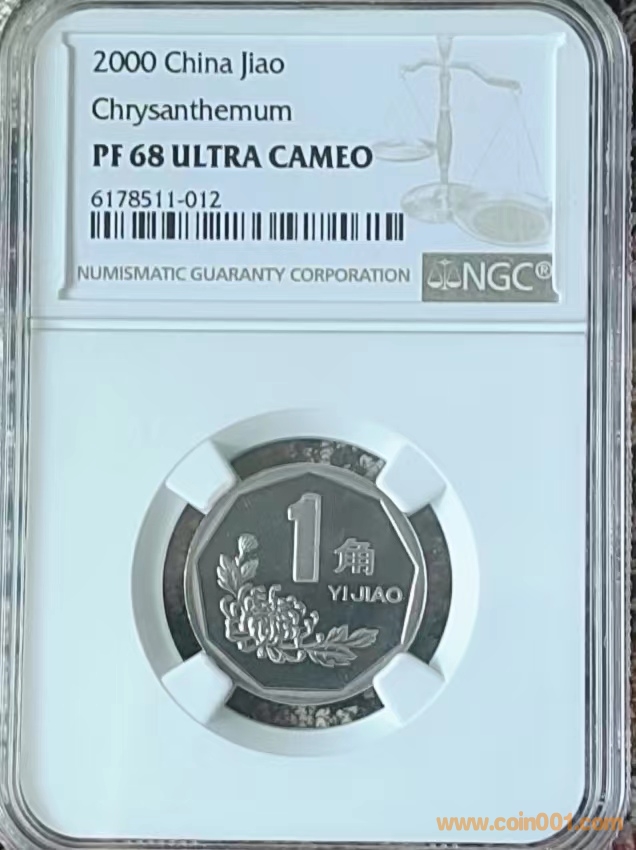 2000 China Jiao
Chrysanthemum
PF 68 ULTRA CAMEO
6178511-012
NUMISMATIC GUARANTY CORPORATION
NGC®
1角
YI JIAO
www.coin001.com